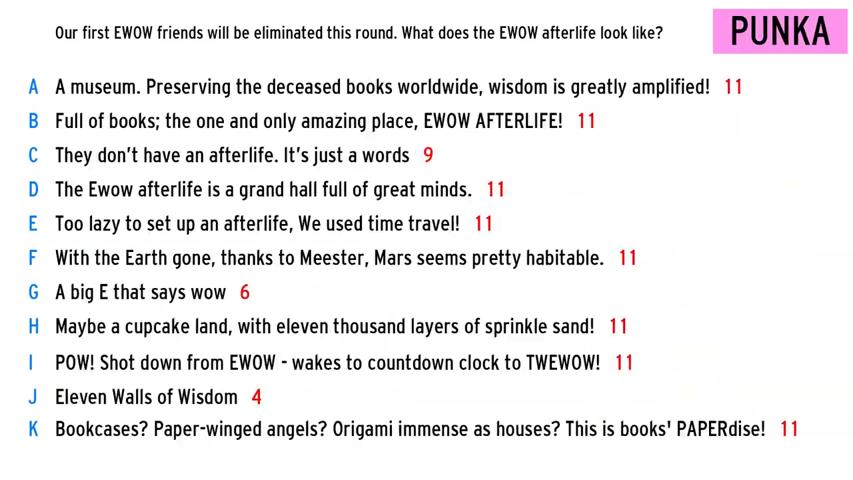 Our first EWOW friends will be eliminated this round. What does the EWOW afterlife look like?
PUNKA
A A museum. Preserving the deceased books worldwide, wisdom is greatly amplified! 11
B Full of books; the one and only amazing place, EWOW AFTERLIFE! 11
C They don't have an afterlife. It's just a words 9
D The Ewow afterlife is a grand hall full of great minds. 11
E Too lazy to set up an afterlife, We used time travel! 11
F With the Earth gone, thanks to Meester, Mars seems pretty habitable. 11
G A big E that says wow 6
H Maybe a cupcake land, with eleven thousand layers of sprinkle sand! 11
I POW! Shot down from EWOW - wakes to countdown clock to TWEWOW! 11
J Eleven Walls of Wisdom 4
K Bookcases? Paper-winged angels? Origami immense as houses? This is books' PAPERdise! 11